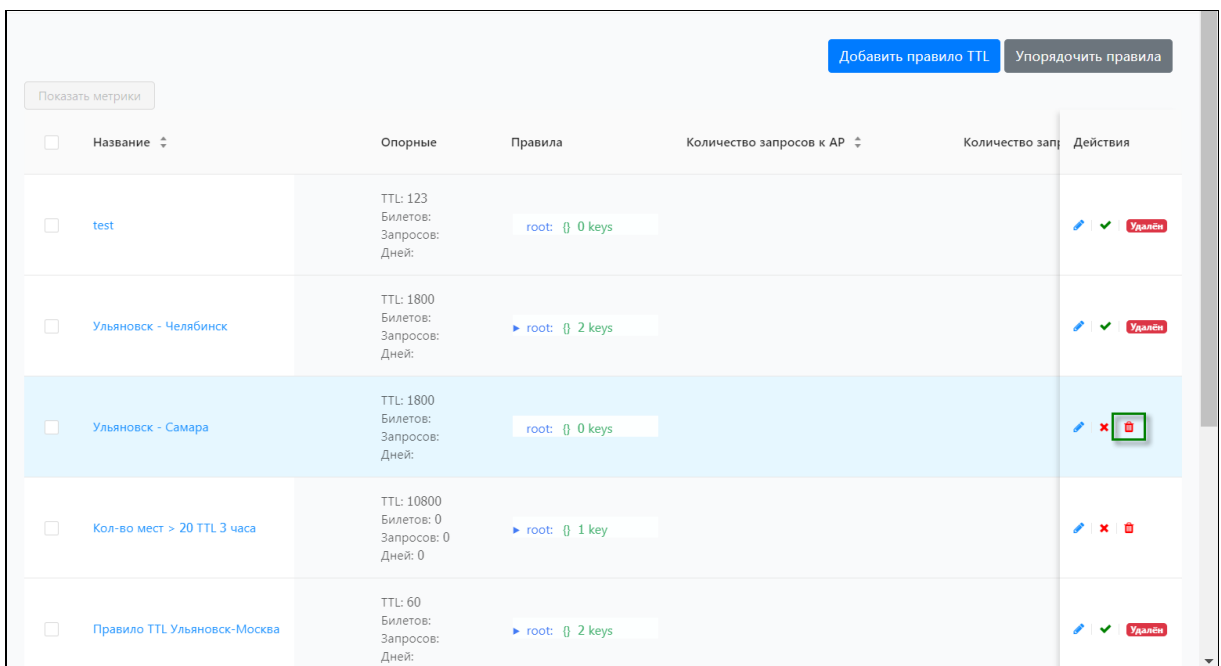 Добавить правило TTL Упорядочить правила
Показать метрики
Название Опорные Правила Количество запросов к АР Количество запр Действия
TTL: 123
Билетов:
test root: {} 0 keys Удалён
Запросов:
Дней:
TTL: 1800
Билетов:
Ульяновск - Челябинск ► root: {} 2 keys Удалён
Запросов:
Дней:
TTL: 1800
Билетов:
Ульяновск - Самара root: {} 0 keys
Запросов:
Дней:
TTL: 10800
Билетов: 0
Кол-во мест > 20 TTL 3 часа ► root: {} 1 key
Запросов: 0
Дней: 0
TTL: 60
Билетов:
Правило TTL Ульяновск-Москва ► root: {} 2 keys Удалён
Запросов:
Дней: